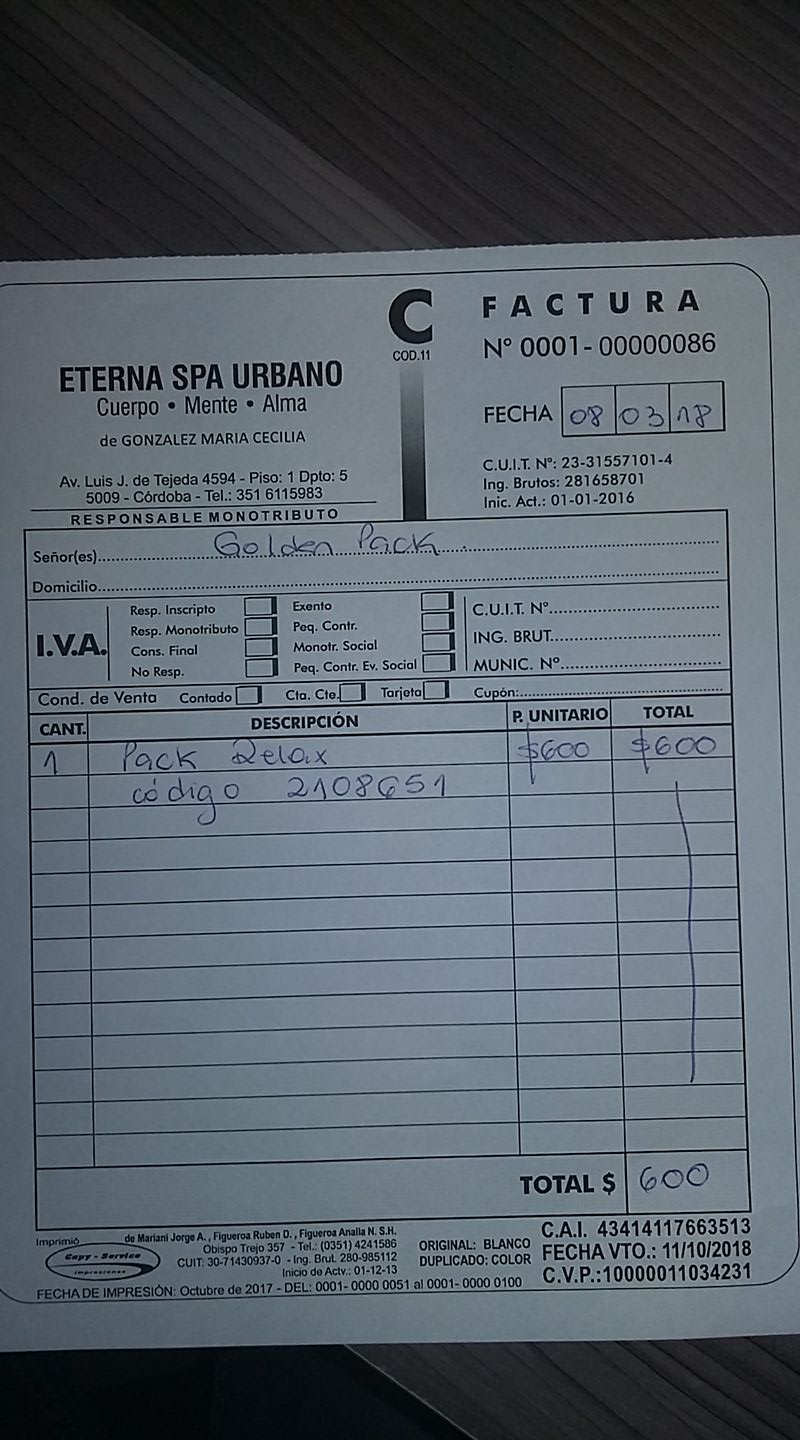 C
COD.11
FACTURA
Nº 0001-00000086
ETERNA SPA URBANO
Cuerpo • Mente • Alma
de GONZALEZ MARIA CECILIA
FECHA 08 03 18
Av. Luis J. de Tejeda 4594 - Piso: 1 Dpto: 5
5009 - Córdoba - Tel.: 351 6115983
RESPONSABLE MONOTRIBUTO
C.U.I.T. Nº: 23-31557101-4
Ing. Brutos: 281658701
Inic. Act.: 01-01-2016
Señor(es) Golden Pack
Domicilio
I.V.A.
Resp. Inscripto
Resp. Monotributo
Cons. Final
No Resp.
Exento
Peq. Contr.
Monotr. Social
Peq. Contr. Ev. Social
C.U.I.T. Nº
ING. BRUT.
MUNIC. Nº
Cond. de Venta Contado Cta. Cte. Tarjeta Cupón:
CANT. DESCRIPCIÓN P. UNITARIO TOTAL
1 Pack Relax $600 $600
código 2108651
TOTAL $ 600
Imprimió
Copy - Service
Impresiones
de Mariani Jorge A., Figueroa Ruben D., Figueroa Analia N. S.H.
Obispo Trejo 357 - Tel.: (0351) 4241586
CUIT: 30-71430937-0 - Ing. Brut. 280-985112
Inicio de Actv.: 01-12-13
ORIGINAL: BLANCO
DUPLICADO: COLOR
C.A.I. 43414117663513
FECHA VTO.: 11/10/2018
C.V.P.:10000011034231
FECHA DE IMPRESIÓN: Octubre de 2017 - DEL: 0001- 0000 0051 al 0001- 0000 0100